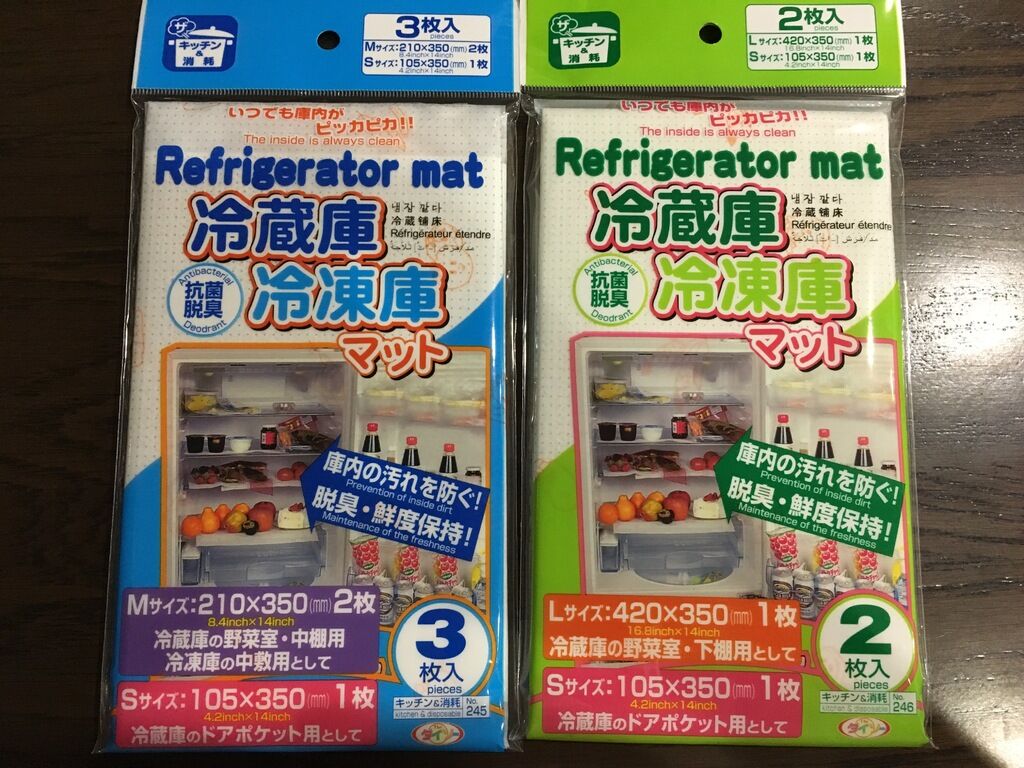 ザ
キッチン
&
消耗
3枚入
pieces
Mサイズ:210×350(mm) 2枚
8.4inch×14inch
Sサイズ:105×350(mm) 1枚
4.2inch×14inch
いつでも庫内が
ピッカピカ!!
The inside is always clean
Refrigerator mat
冷蔵庫
냉장 깔다
冷蔵舗床
Réfrigérateur étendre
Antibacterial
抗菌
脱臭
Deodrant
冷凍庫
マット
庫内の汚れを防ぐ!
Prevention of inside dirt
脱臭・鮮度保持!
Maintenance of the freshness
Mサイズ:210×350(mm) 2枚
8.4inch×14inch
冷蔵庫の野菜室・中棚用
冷凍庫の中敷用として
3
枚入
pieces
Sサイズ:105×350(mm) 1枚
4.2inch×14inch
冷蔵庫のドアポケット用として
キッチン&消耗
kitchen & disposable
No.
245
ザ
キッチン
&
消耗
2枚入
pieces
Lサイズ:420×350(mm) 1枚
16.8inch×14inch
Sサイズ:105×350(mm) 1枚
4.2inch×14inch
いつでも庫内が
ピッカピカ!!
The inside is always clean
Refrigerator mat
冷蔵庫
냉장 깔다
冷蔵舗床
Réfrigérateur étendre
Antibacterial
抗菌
脱臭
Deodrant
冷凍庫
マット
庫内の汚れを防ぐ!
Prevention of inside dirt
脱臭・鮮度保持!
Maintenance of the freshness
Lサイズ:420×350(mm) 1枚
16.8inch×14inch
冷蔵庫の野菜室・下棚用として
2
枚入
pieces
Sサイズ:105×350(mm) 1枚
4.2inch×14inch
冷蔵庫のドアポケット用として
キッチン&消耗
kitchen & disposable
No.
246
ダイソー